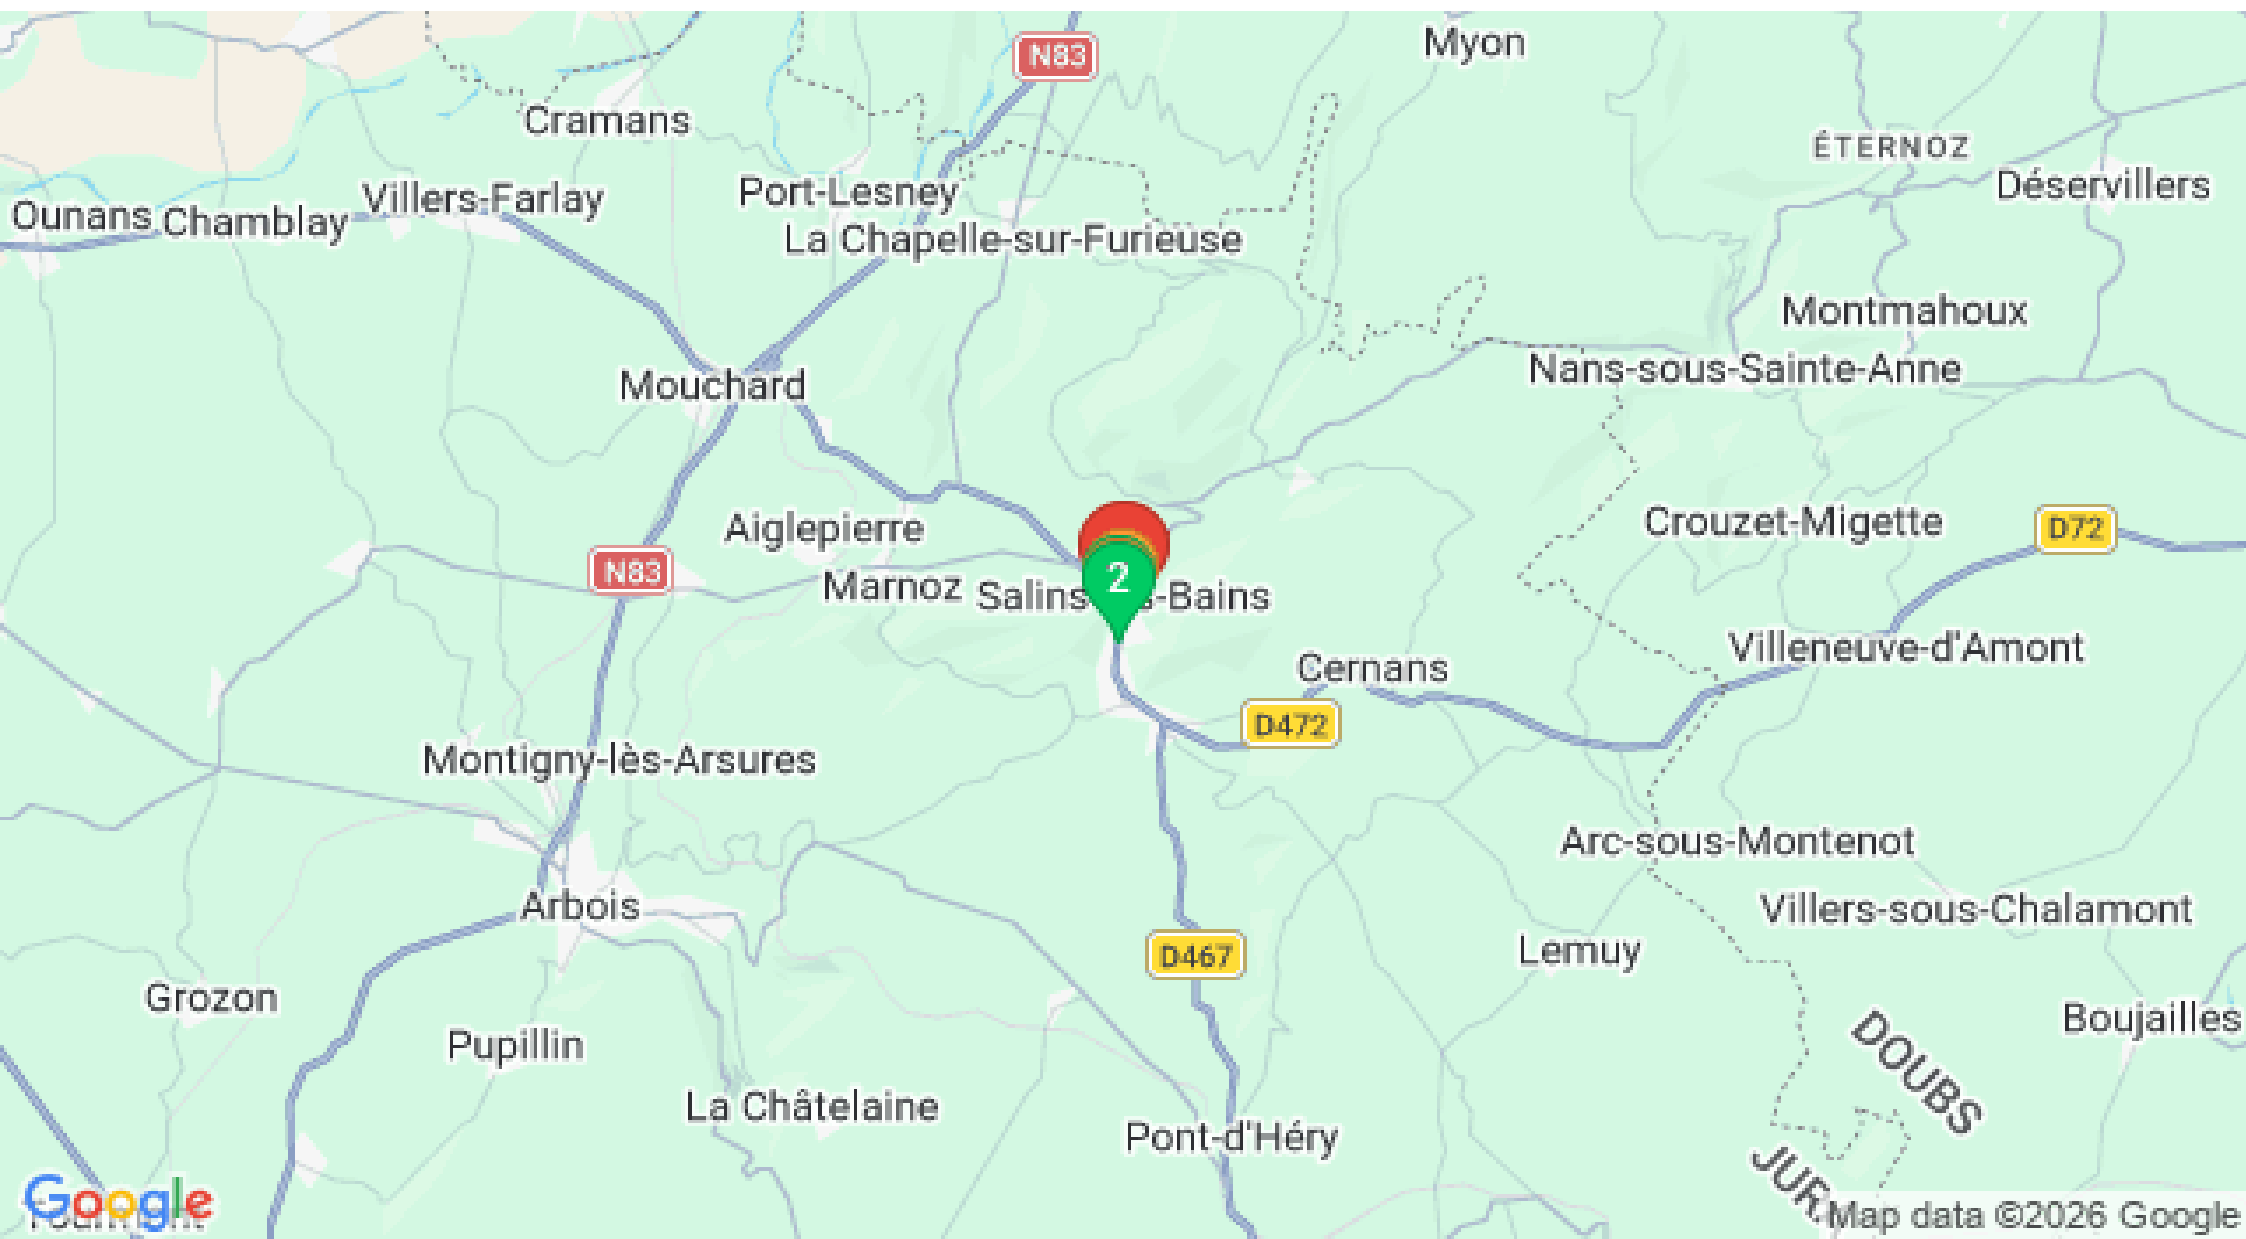 N83
Myon
Cramans
ÉTERNOZ
Déservillers
Villers-Farlay
Port-Lesney
Ounans
Chamblay
La Chapelle-sur-Furieuse
Montmahoux
Nans-sous-Sainte-Anne
Mouchard
Crouzet-Migette
D72
Aiglepierre
N83
2
Marnoz
Salins
s-Bains
Villeneuve-d'Amont
Cernans
D472
Montigny-lès-Arsures
Arc-sous-Montenot
Arbois
Villers-sous-Chalamont
Lemuy
D467
Grozon
Boujailles
Pupillin
DOUBS
La Châtelaine
Pont-d'Héry
JUR
Google
Map data ©2026 Google